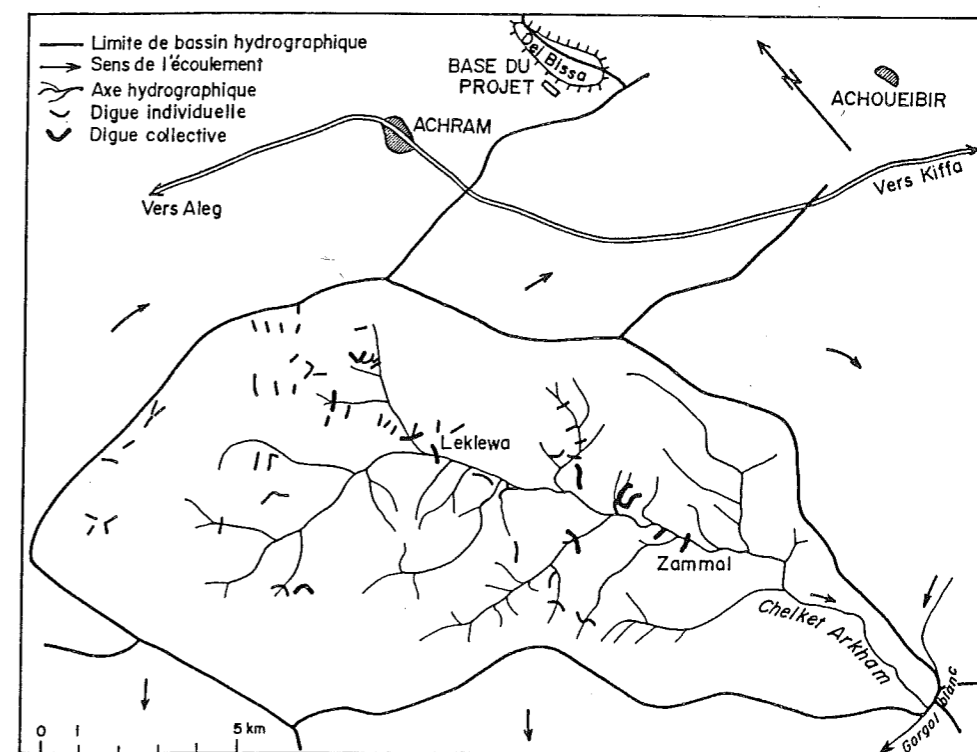 Limite de bassin hydrographique
Sens de l'écoulement
Axe hydrographique
Digue individuelle
Digue collective
Del Bissa
BASE DU
PROJET
N
ACHOUEIBIR
ACHRAM
Vers Aleg
Vers Kiffa
Leklewa
Zammal
Chelket Arkham
Gorgol blanc
0 1 5 km